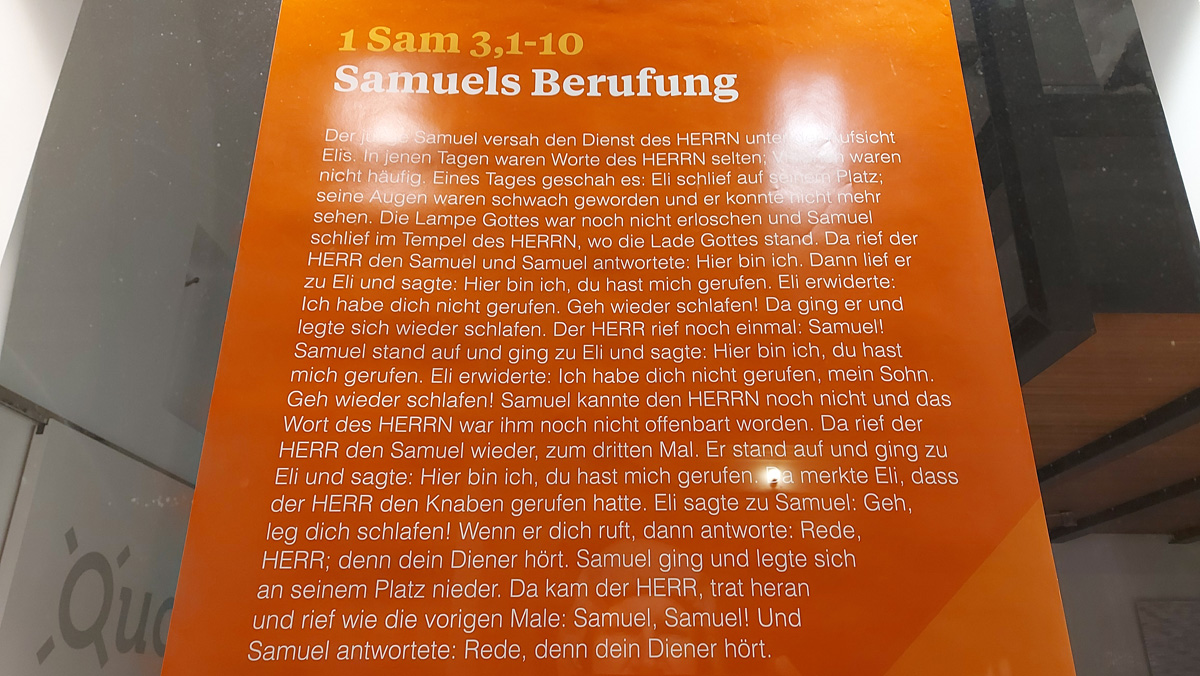 1 Sam 3,1-10
Samuels Berufung
Der Samuel versah den Dienst des HERRN unter Aufsicht
Elis. In jenen Tagen waren Worte des HERRN selten; waren
nicht häufig. Eines Tages geschah es: Eli schlief auf seinem Platz;
seine Augen waren schwach geworden und er konnte nicht mehr
sehen. Die Lampe Gottes war noch nicht erloschen und Samuel
schlief im Tempel des HERRN, wo die Lade Gottes stand. Da rief der
HERR den Samuel und Samuel antwortete: Hier bin ich. Dann lief er
zu Eli und sagte: Hier bin ich, du hast mich gerufen. Eli erwiderte:
Ich habe dich nicht gerufen. Geh wieder schlafen! Da ging er und
legte sich wieder schlafen. Der HERR rief noch einmal: Samuel!
Samuel stand auf und ging zu Eli und sagte: Hier bin ich, du hast
mich gerufen. Eli erwiderte: Ich habe dich nicht gerufen, mein Sohn.
Geh wieder schlafen! Samuel kannte den HERRN noch nicht und das
Wort des HERRN war ihm noch nicht offenbart worden. Da rief der
HERR den Samuel wieder, zum dritten Mal. Er stand auf und ging zu
Eli und sagte: Hier bin ich, du hast mich gerufen. Da merkte Eli, dass
der HERR den Knaben gerufen hatte. Eli sagte zu Samuel: Geh,
leg dich schlafen! Wenn er dich ruft, dann antworte: Rede,
HERR; denn dein Diener hört. Samuel ging und legte sich
an seinem Platz nieder. Da kam der HERR, trat heran
und rief wie die vorigen Male: Samuel, Samuel! Und
Samuel antwortete: Rede, denn dein Diener hört.